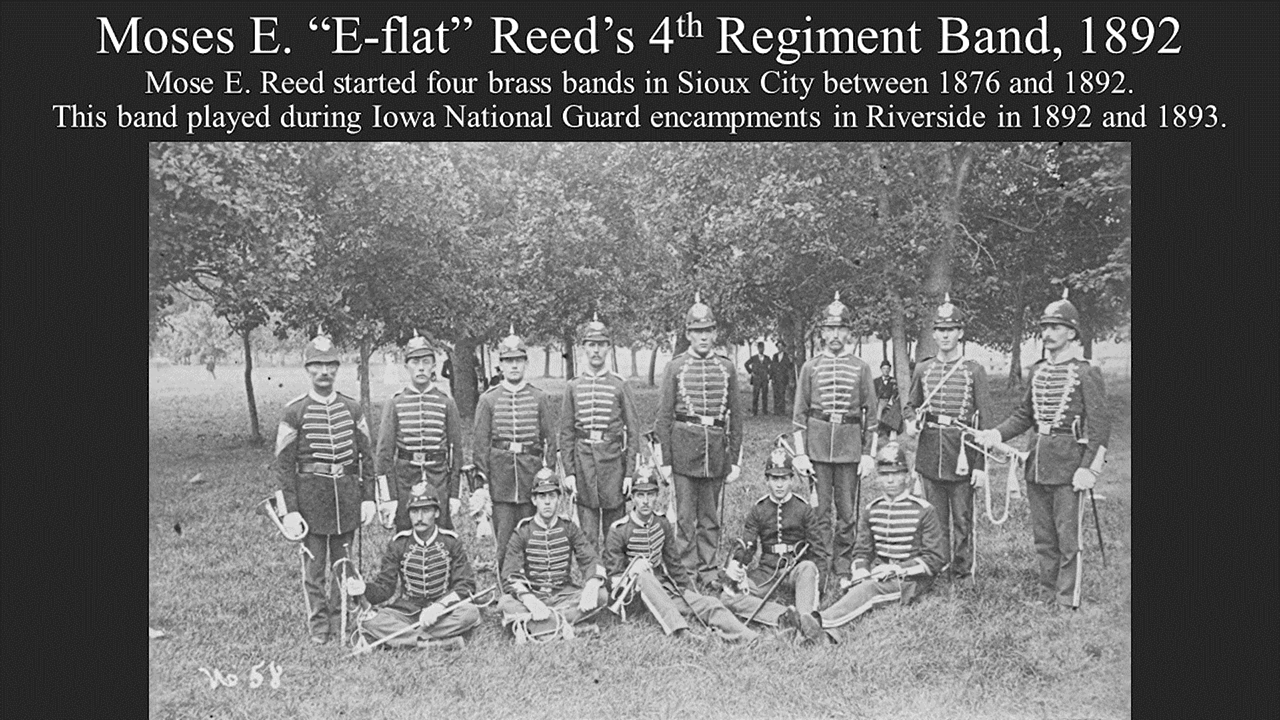 Moses E. “E-flat” Reed’s 4th Regiment Band, 1892
Mose E. Reed started four brass bands in Sioux City between 1876 and 1892.
This band played during Iowa National Guard encampments in Riverside in 1892 and 1893.
No 58